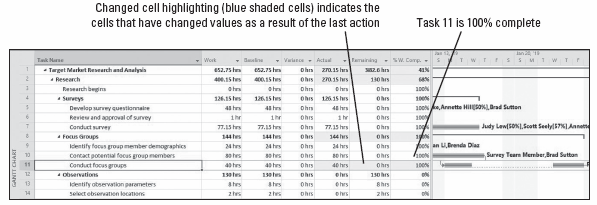 Changed cell highlighting (blue shaded cells) indicates
the cells that have changed values as a result of the last action
Task 11 is 100% complete
Task Name Work Baseline Variance Actual Remaining % W. Comp. Jan 13, '19 Jan 20, '19
S M T W T F S S M T W T F
1 Target Market Research and Analysis 652.75 hrs 652.75 hrs 0 hrs 270.15 hrs 382.6 hrs 41%
2 Research 400.15 hrs 400.15 hrs 0 hrs 270.15 hrs 130 hrs 68%
3 Research begins 0 hrs 0 hrs 0 hrs 0 hrs 0 hrs 100%
4 Surveys 126.15 hrs 126.15 hrs 0 hrs 126.15 hrs 0 hrs 100%
5 Develop survey questionnaire 48 hrs 48 hrs 0 hrs 48 hrs 0 hrs 100% ke,Annette Hill[50%],Brad Sutton
6 Review and approval of survey 1 hr 1 hr 0 hrs 1 hr 0 hrs 100%
7 Conduct survey 77.15 hrs 77.15 hrs 0 hrs 77.15 hrs 0 hrs 100% Judy Lew[50%],Scott Seely[57%],Annett
8 Focus Groups 144 hrs 144 hrs 0 hrs 144 hrs 0 hrs 100%
9 Identify focus group member demographics 24 hrs 24 hrs 0 hrs 24 hrs 0 hrs 100% an Li,Brenda Diaz
10 Contact potential focus group members 80 hrs 80 hrs 0 hrs 80 hrs 0 hrs 100% Survey Team Member,Brad Sutton
11 Conduct focus groups 40 hrs 40 hrs 0 hrs 40 hrs 0 hrs 100%
12 Observations 130 hrs 130 hrs 0 hrs 0 hrs 130 hrs 0%
13 Identify observation parameters 8 hrs 8 hrs 0 hrs 0 hrs 8 hrs 0%
14 Select observation locations 2 hrs 2 hrs 0 hrs 0 hrs 2 hrs 0%
GANTT CHART